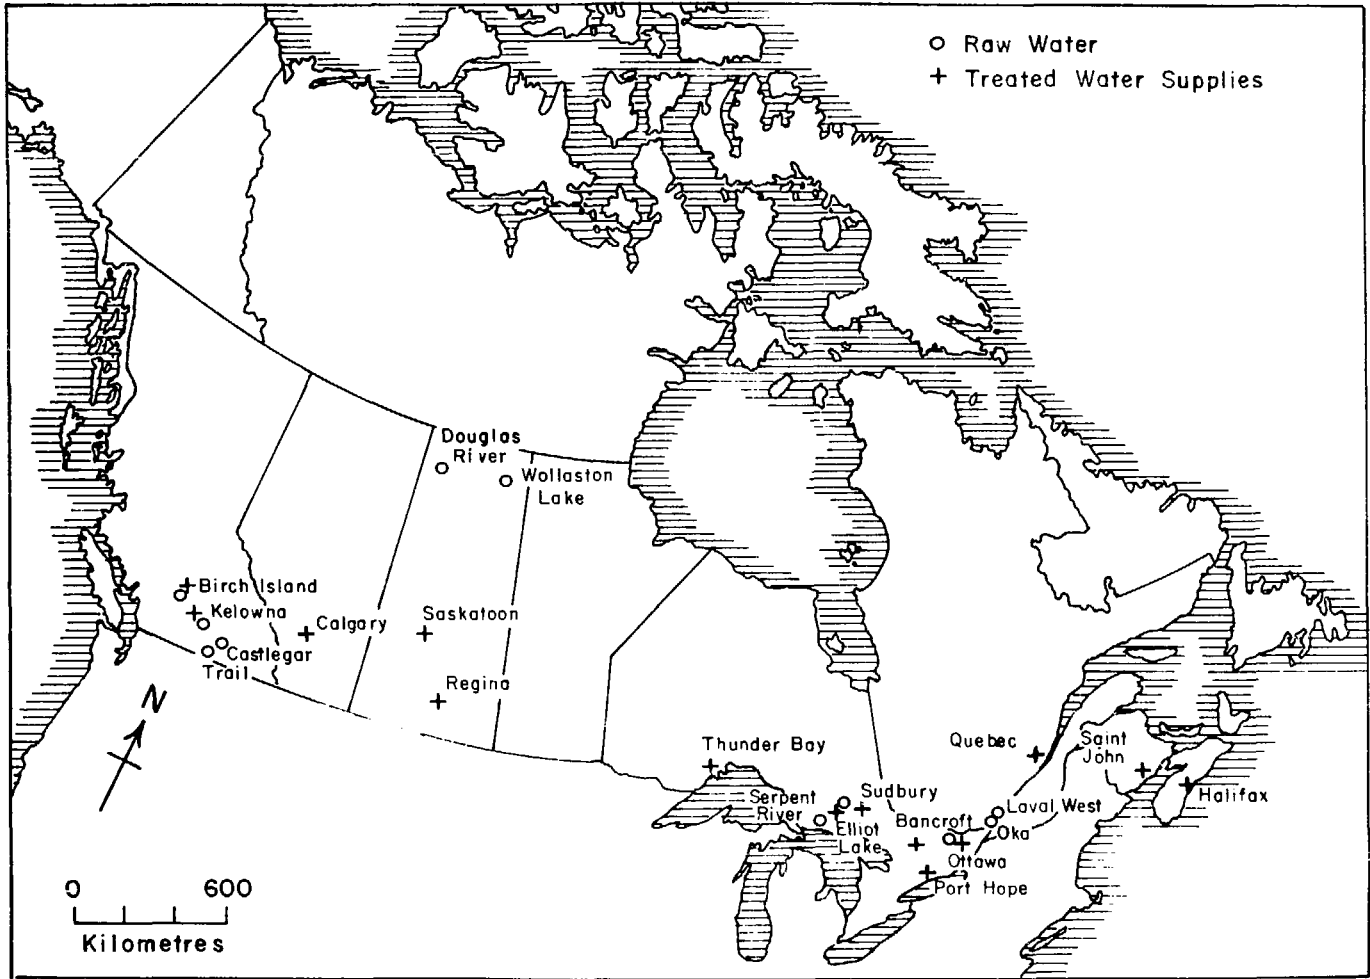 Raw Water
Treated Water Supplies
Douglas
River
Wollaston
Lake
Birch Island
Kelowna
Castlegar
Trail
Calgary
Saskatoon
Regina
N
Thunder Bay
Serpent
River
Elliot
Lake
Sudbury
Bancroft
Ottawa
Port Hope
Laval West
Oka
Quebec
Saint
John
Halifax
0 600
Kilometres